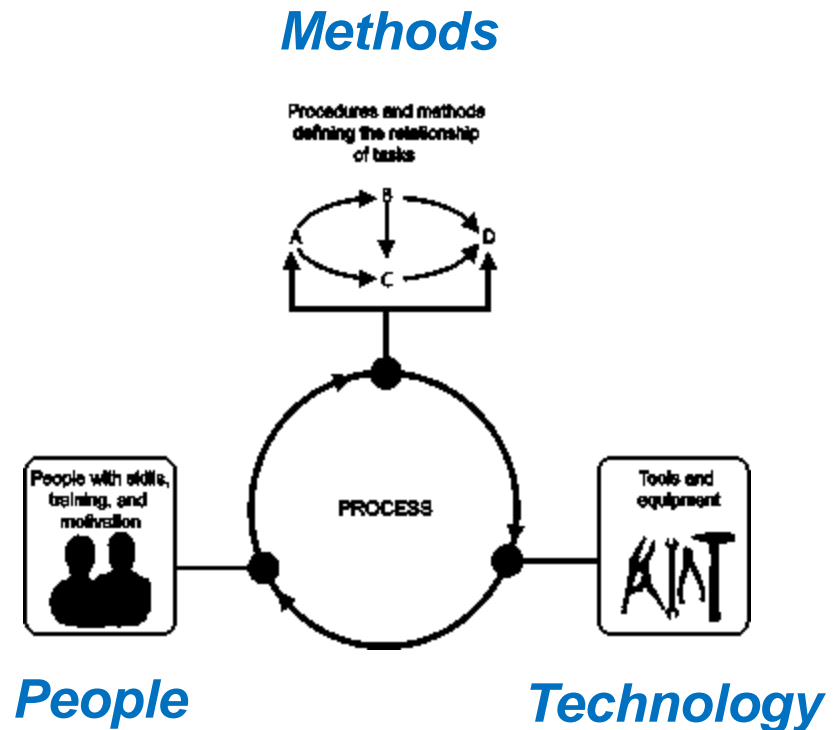 Methods
Procedures and methods
defining the relationship
of tasks
B
A
D
C
People with skills,
training, and
motivation
PROCESS
Tools and
equipment
People
Technology